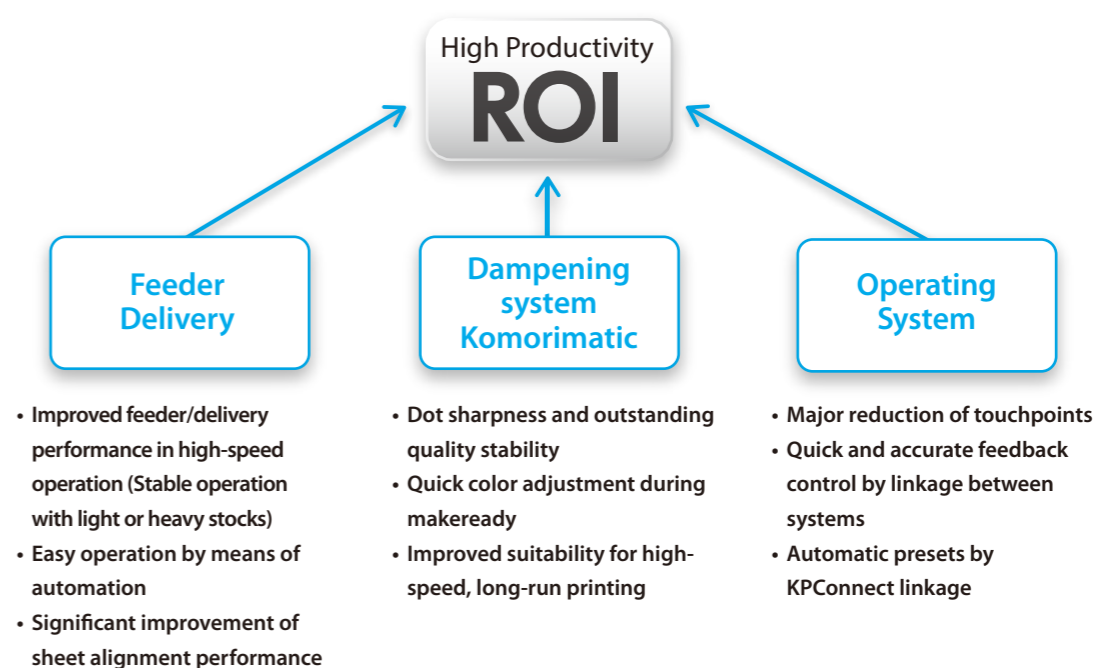 High Productivity
ROI
Feeder
Delivery
• Improved feeder/delivery
performance in high-speed
operation (Stable operation
with light or heavy stocks)
• Easy operation by means of
automation
• Significant improvement of
sheet alignment performance
Dampening
system
Komorimatic
• Dot sharpness and outstanding
quality stability
• Quick color adjustment during
makeready
• Improved suitability for high-
speed, long-run printing
Operating
System
• Major reduction of touchpoints
• Quick and accurate feedback
control by linkage between
systems
• Automatic presets by
KPConnect linkage